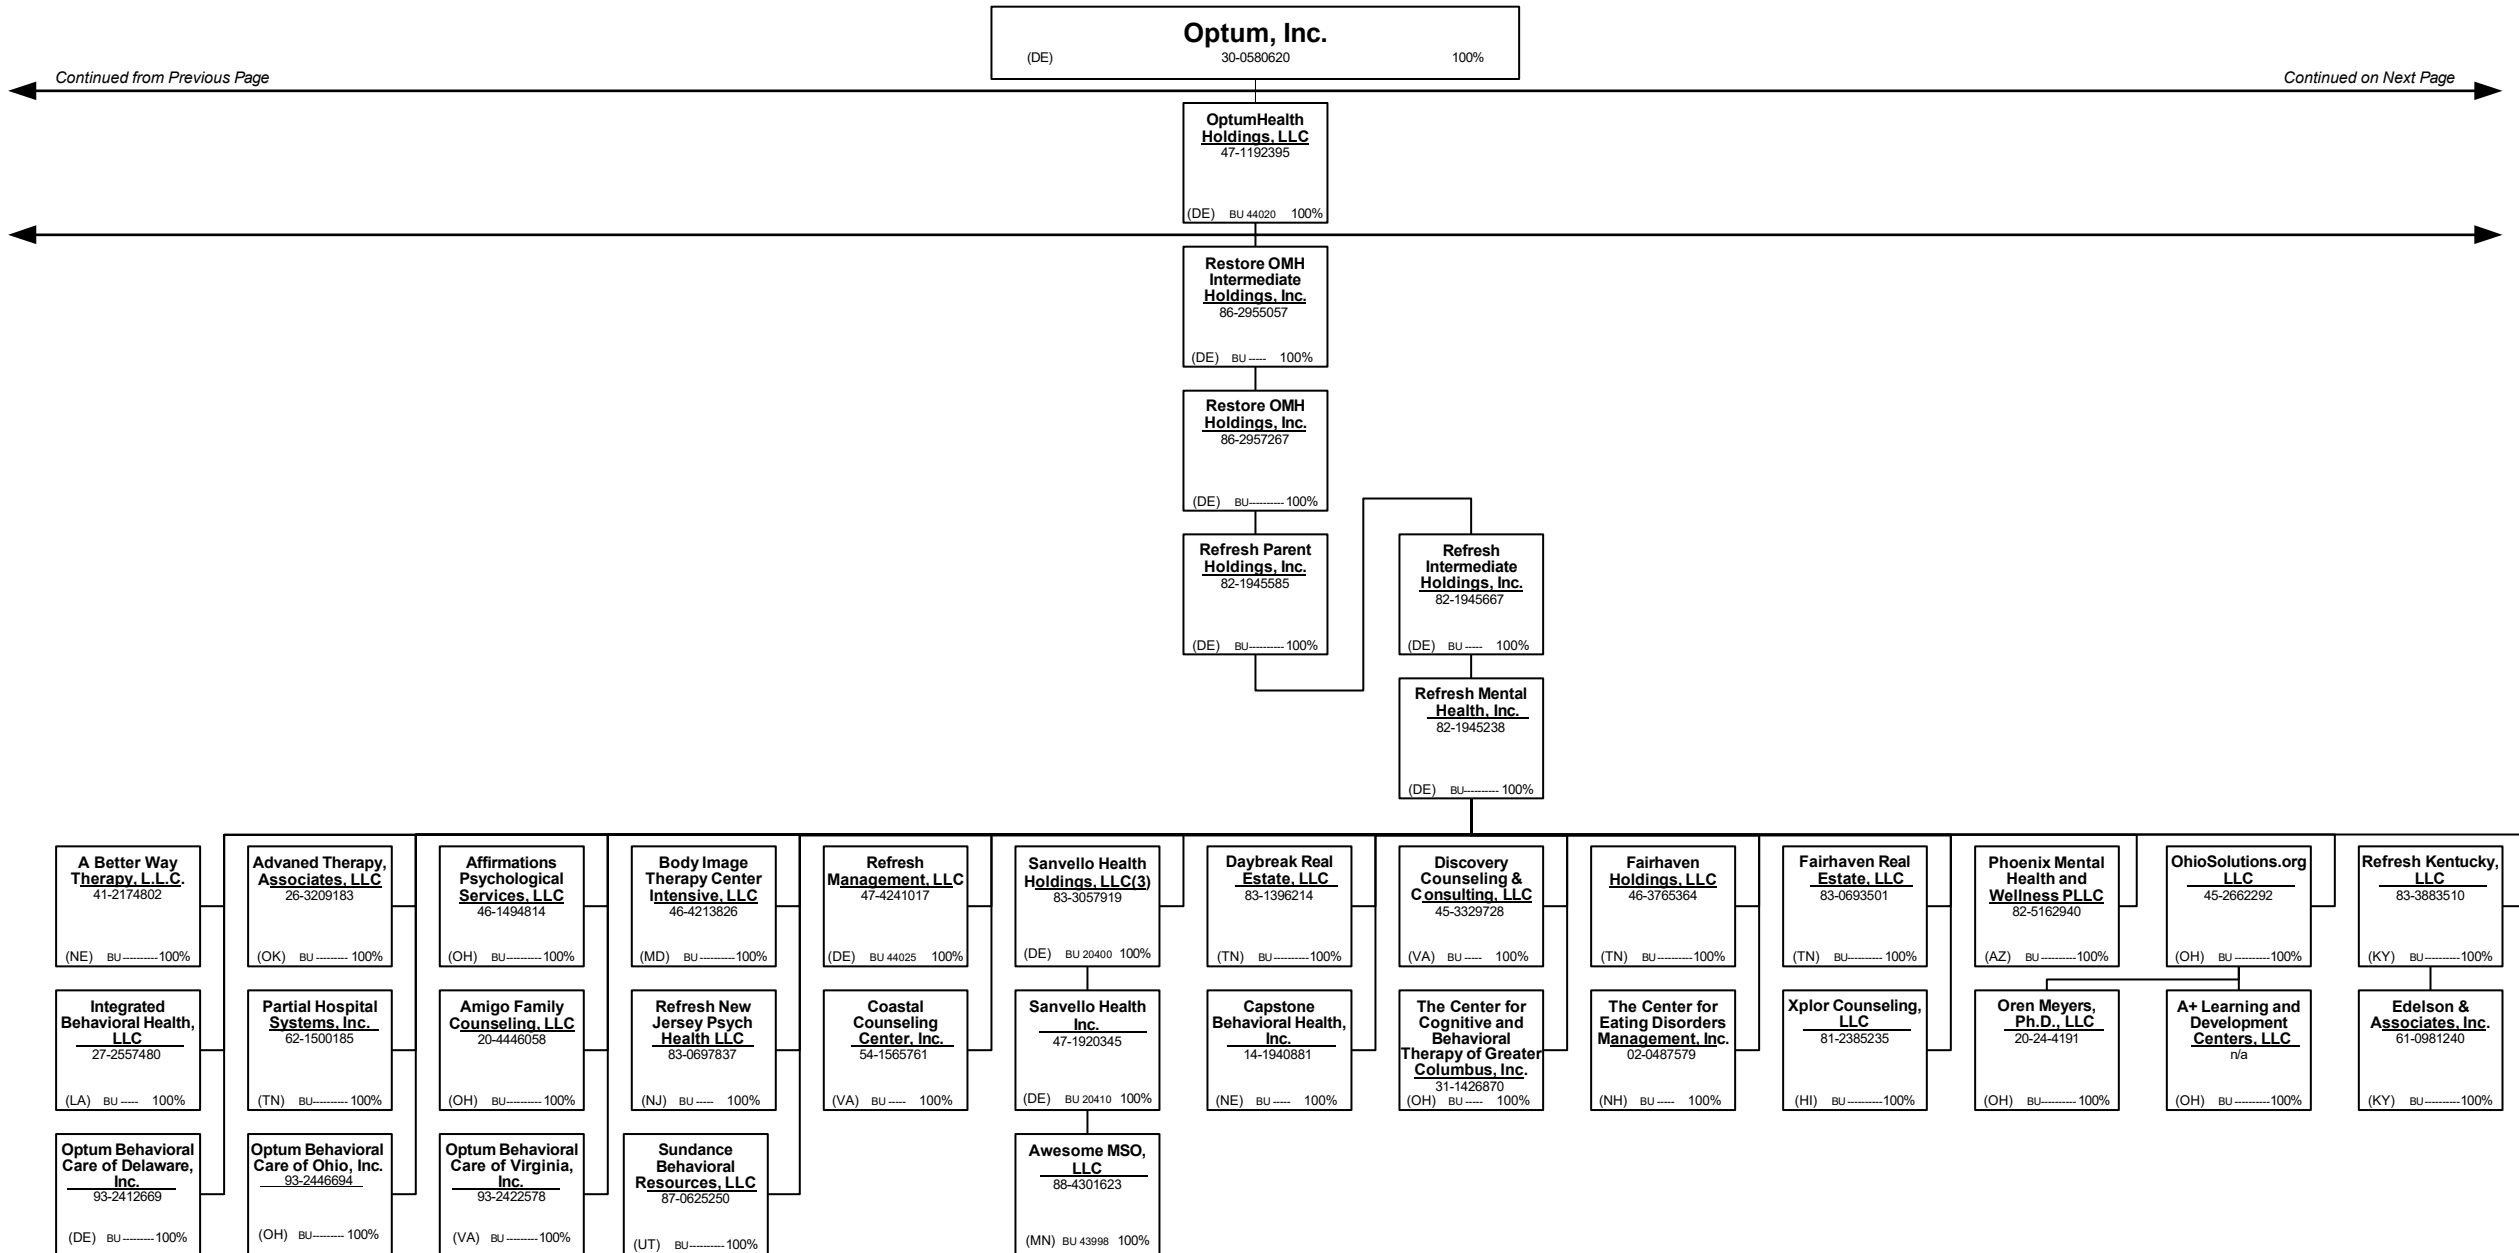 Optum, Inc.
(DE) 30-0580620 100%
Continued from Previous Page
Continued on Next Page
OptumHealth
Holdings, LLC
47-1192395
(DE) BU 44020 100%
Restore OMH
Intermediate
Holdings, Inc.
86-2955057
(DE) BU ----- 100%
Restore OMH
Holdings, Inc.
86-2957267
(DE) BU---------- 100%
Refresh Parent
Holdings, Inc.
82-1945585
(DE) BU---------- 100%
Refresh
Intermediate
Holdings, Inc.
82-1945667
(DE) BU ----- 100%
Refresh Mental
Health, Inc.
82-1945238
(DE) BU---------- 100%
A Better Way
Therapy, L.L.C.
41-2174802
(NE) BU ---------- 100%
Advaned Therapy,
Associates, LLC
26-3209183
(OK) BU --------- 100%
Affirmations
Psychological
Services, LLC
46-1494814
(OH) BU---------- 100%
Body Image
Therapy Center
Intensive, LLC
46-4213826
(MD) BU ---------- 100%
Refresh
Management, LLC
47-4241017
(DE) BU 44025 100%
Sanvello Health
Holdings, LLC(3)
83-3057919
(DE) BU 20400 100%
Daybreak Real
Estate, LLC
83-1396214
(TN) BU ---------- 100%
Discovery
Counseling &
Consulting, LLC
45-3329728
(VA) BU ----- 100%
Fairhaven
Holdings, LLC
46-3765364
(TN) BU ---------- 100%
Fairhaven Real
Estate, LLC
83-0693501
(TN) BU---------- 100%
Phoenix Mental
Health and
Wellness PLLC
82-5162940
(AZ) BU ---------- 100%
OhioSolutions.org
LLC
45-2662292
(OH) BU ---------- 100%
Refresh Kentucky,
LLC
83-3883510
(KY) BU ---------- 100%
Integrated
Behavioral Health,
LLC
27-2557480
(LA) BU ----- 100%
Partial Hospital
Systems, Inc.
62-1500185
(TN) BU---------- 100%
Amigo Family
Counseling, LLC
20-4446058
(OH) BU---------- 100%
Refresh New
Jersey Psych
Health LLC
83-0697837
(NJ) BU ----- 100%
Coastal
Counseling
Center, Inc.
54-1565761
(VA) BU ----- 100%
Sanvello Health
Inc.
47-1920345
(DE) BU 20410 100%
Capstone
Behavioral Health,
Inc.
14-1940881
(NE) BU ----- 100%
The Center for
Cognitive and
Behavioral
Therapy of Greater
Columbus, Inc.
31-1426870
(OH) BU ----- 100%
The Center for
Eating Disorders
Management, Inc.
02-0487579
(NH) BU ----- 100%
Xplor Counseling,
LLC
81-2385235
(HI) BU ---------- 100%
Oren Meyers,
Ph.D., LLC
20-24-4191
(OH) BU---------- 100%
A+ Learning and
Development
Centers, LLC
n/a
(OH) BU ---------- 100%
Edelson &
Associates, Inc.
61-0981240
(KY) BU ---------- 100%
Optum Behavioral
Care of Delaware,
Inc.
93-2412669
(DE) BU --------- 100%
Optum Behavioral
Care of Ohio, Inc.
93-2446694
(OH) BU--------- 100%
Optum Behavioral
Care of Virginia,
Inc.
93-2422578
(VA) BU --------- 100%
Sundance
Behavioral
Resources, LLC
87-0625250
(UT) BU---------- 100%
Awesome MSO,
LLC
88-4301623
(MN) BU 43998 100%